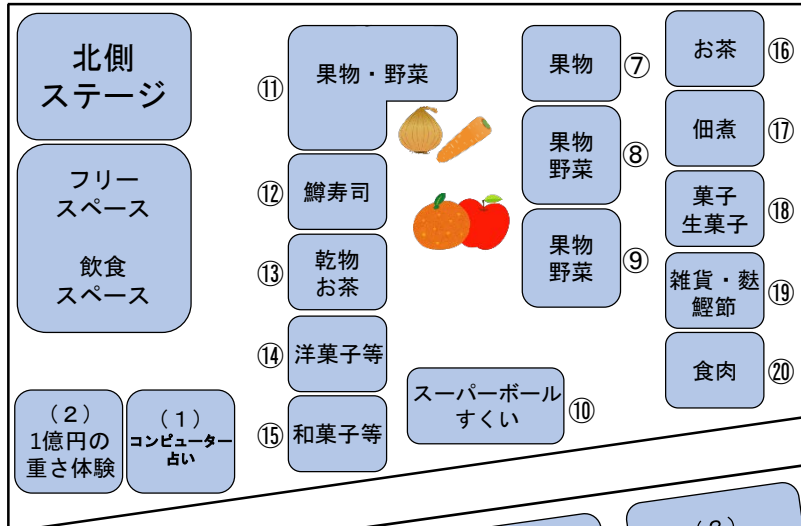 北側
ステージ
フリー
スペース
飲食
スペース
（２）
1億円の
重さ体験
（１）
コンピューター
占い
⑪
果物・野菜
⑫
鱒寿司
⑬
乾物
お茶
⑭
洋菓子等
⑮
和菓子等
果物
⑦
果物
野菜
⑧
果物
野菜
⑨
スーパーボール
すくい
⑩
お茶
⑯
佃煮
⑰
菓子
生菓子
⑱
雑貨・麩
鰹節
⑲
食肉
⑳